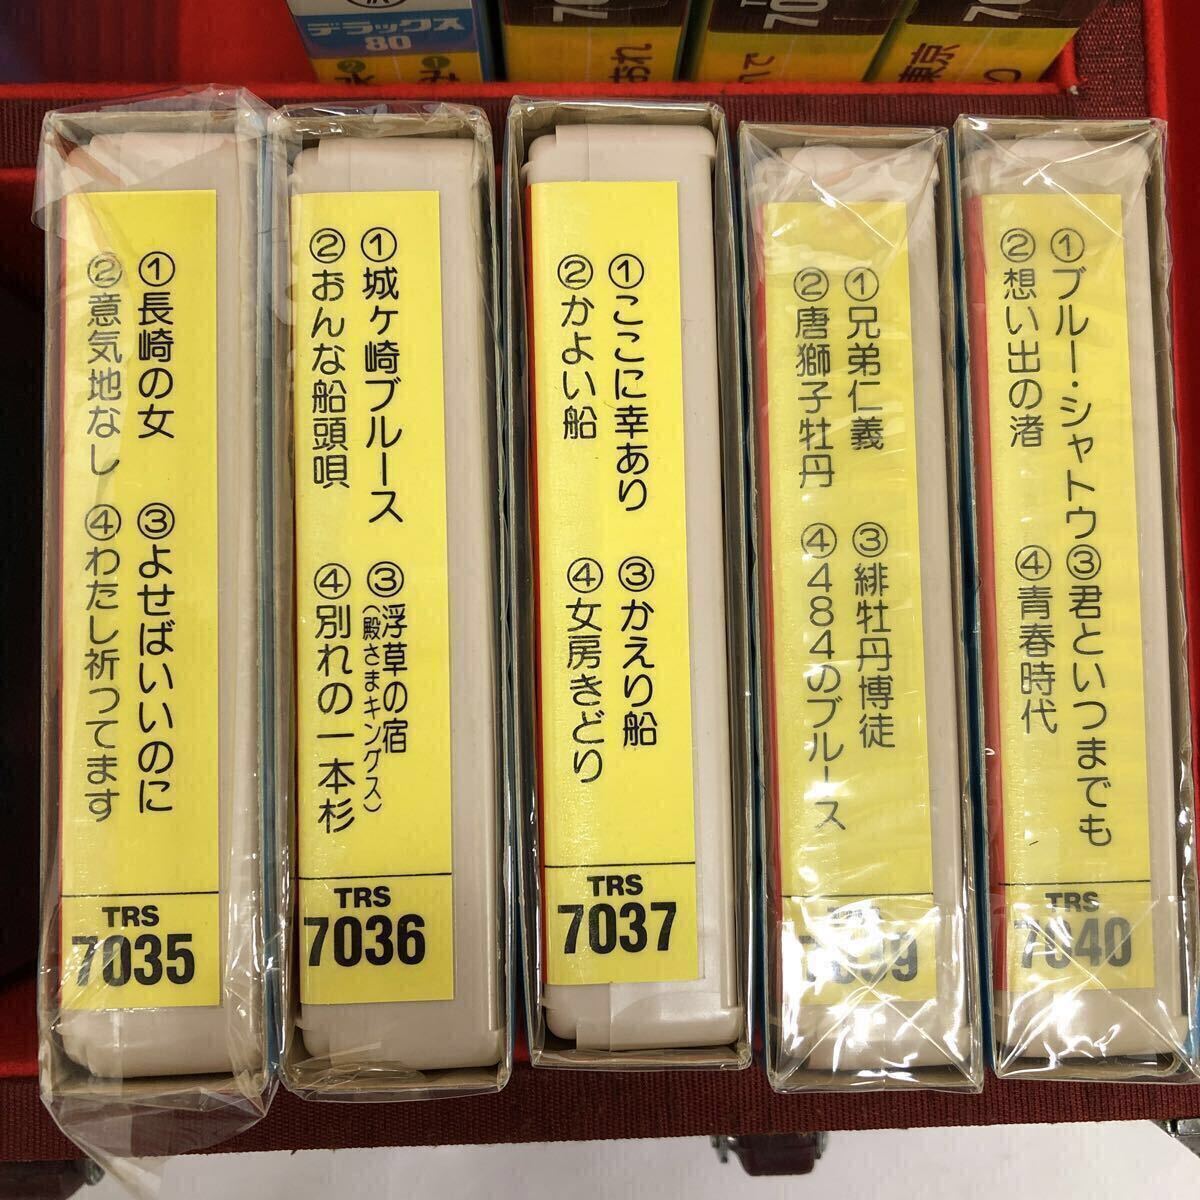 デラックス
80
おれ
れて
東京
①長崎の女
②意気地なし
③よせばいいのに
④わたし祈ってます
TRS
7035
①城ヶ崎ブルース
②おんな船頭唄
③浮草の宿
(殿さまキングス)
④別れの一本杉
TRS
7036
①ここに幸あり
②かよい船
③かえり船
④女房きどり
TRS
7037
①兄弟仁義
②唐獅子牡丹
③緋牡丹博徒
④484のブルース
①ブルー・シャトウ
②想い出の渚
③君といつまでも
④青春時代
TRS
7040